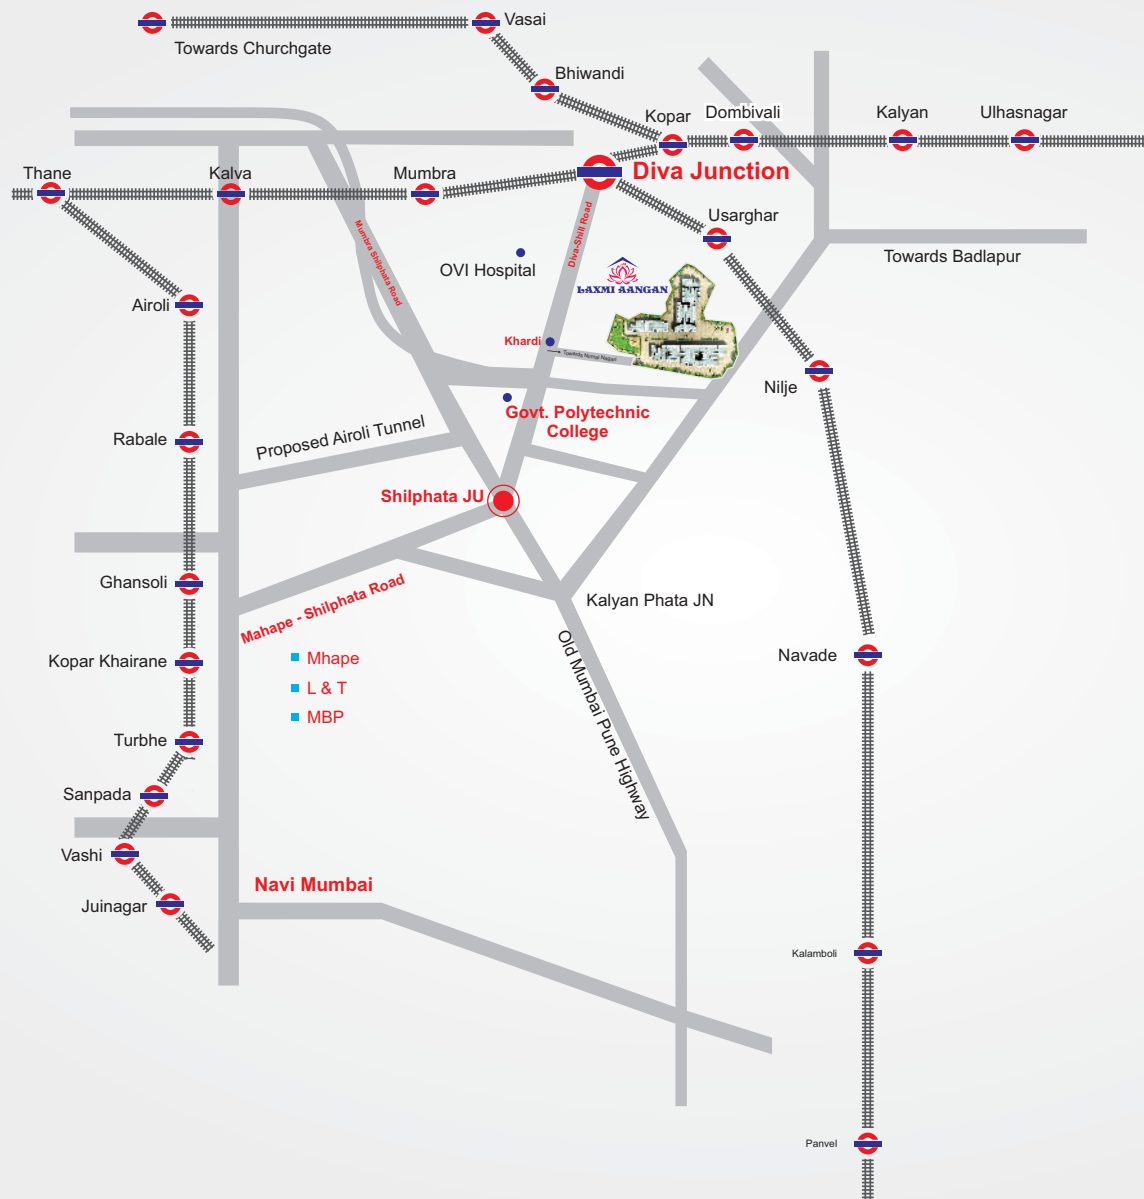 Vasai
Towards Churchgate
Bhiwandi
Kopar
Dombivali
Kalyan
Ulhasnagar
Thane
Kalva
Mumbra
Diva Junction
Usarghar
Towards Badlapur
Mumbra Shilphata Road
Diva-Shill Road
OVI Hospital
LAXMI AANGAN
Airoli
Khardi
Nilje
Govt. Polytechnic
College
Rabale
Proposed Airoli Tunnel
Shilphata JU
Ghansoli
Mahape - Shilphata Road
Kalyan Phata JN
Kopar Khairane
Mhape
L & T
MBP
Old Mumbai Pune Highway
Navade
Turbhe
Sanpada
Vashi
Navi Mumbai
Juinagar
Kalamboli
Panvel